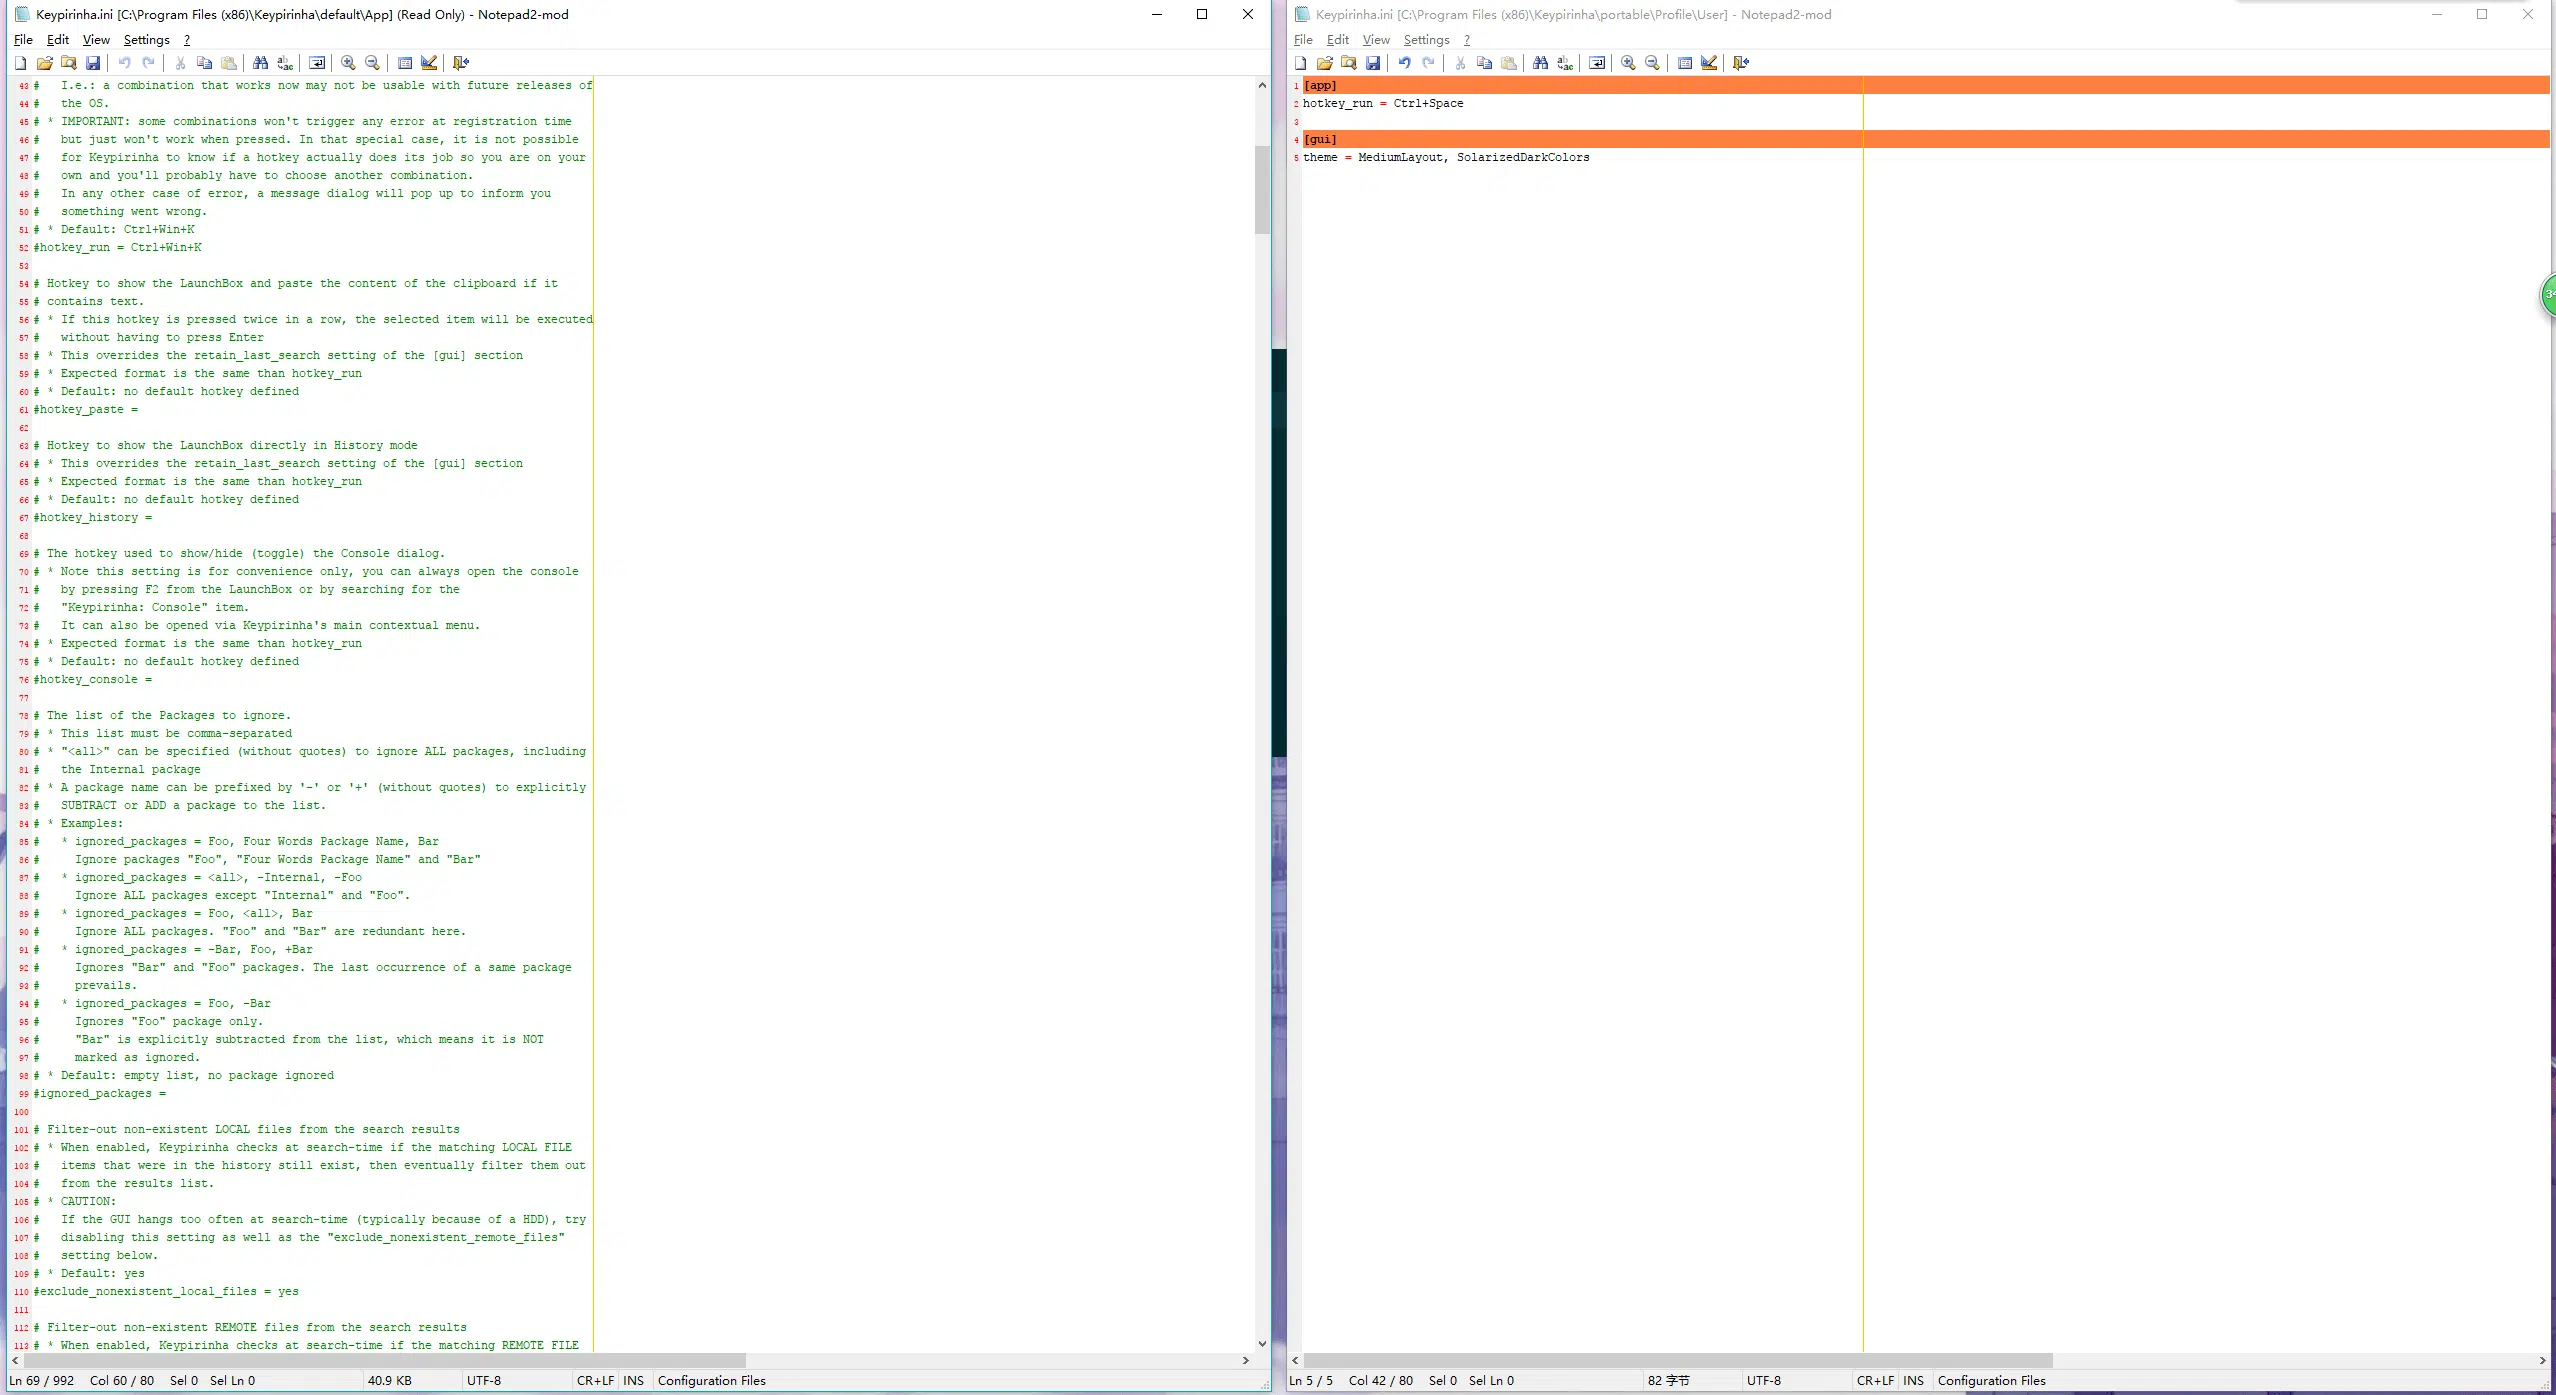 Keypirinha.ini [C:\Program Files (x86)\Keypirinha\default\App] (Read Only) - Notepad2-mod
File Edit View Settings ?
43 #   I.e.: a combination that works now may not be usable with future releases of
44 #   the OS.
45 # * IMPORTANT: some combinations won't trigger any error at registration time
46 #   but just won't work when pressed. In that special case, it is not possible
47 #   for Keypirinha to know if a hotkey actually does its job so you are on your
48 #   own and you'll probably have to choose another combination.
49 #   In any other case of error, a message dialog will pop up to inform you
50 #   something went wrong.
51 # * Default: Ctrl+Win+K
52 #hotkey_run = Ctrl+Win+K
53
54 # Hotkey to show the LaunchBox and paste the content of the clipboard if it
55 # contains text.
56 # * If this hotkey is pressed twice in a row, the selected item will be executed
57 #   without having to press Enter
58 # * This overrides the retain_last_search setting of the [gui] section
59 # * Expected format is the same than hotkey_run
60 # * Default: no default hotkey defined
61 #hotkey_paste =
62
63 # Hotkey to show the LaunchBox directly in History mode
64 # * This overrides the retain_last_search setting of the [gui] section
65 # * Expected format is the same than hotkey_run
66 # * Default: no default hotkey defined
67 #hotkey_history =
68
69 # The hotkey used to show/hide (toggle) the Console dialog.
70 # * Note this setting is for convenience only, you can always open the console
71 #   by pressing F2 from the LaunchBox or by searching for the
72 #   "Keypirinha: Console" item.
73 #   It can also be opened via Keypirinha's main contextual menu.
74 # * Expected format is the same than hotkey_run
75 # * Default: no default hotkey defined
76 #hotkey_console =
77
78 # The list of the Packages to ignore.
79 # * This list must be comma-separated
80 # * "<all>" can be specified (without quotes) to ignore ALL packages, including
81 #   the Internal package
82 # * A package name can be prefixed by '-' or '+' (without quotes) to explicitly
83 #   SUBTRACT or ADD a package to the list.
84 # * Examples:
85 #   * ignored_packages = Foo, Four Words Package Name, Bar
86 #     Ignore packages "Foo", "Four Words Package Name" and "Bar"
87 #   * ignored_packages = <all>, -Internal, -Foo
88 #     Ignore ALL packages except "Internal" and "Foo".
89 #   * ignored_packages = Foo, <all>, Bar
90 #     Ignore ALL packages. "Foo" and "Bar" are redundant here.
91 #   * ignored_packages = -Bar, Foo, +Bar
92 #     Ignores "Bar" and "Foo" packages. The last occurrence of a same package
93 #     prevails.
94 #   * ignored_packages = Foo, -Bar
95 #     Ignores "Foo" package only.
96 #     "Bar" is explicitly subtracted from the list, which means it is NOT
97 #     marked as ignored.
98 # * Default: empty list, no package ignored
99 #ignored_packages =
100
101 # Filter-out non-existent LOCAL files from the search results
102 # * When enabled, Keypirinha checks at search-time if the matching LOCAL FILE
103 #   items that were in the history still exist, then eventually filter them out
104 #   from the results list.
105 # * CAUTION:
106 #   If the GUI hangs too often at search-time (typically because of a HDD), try
107 #   disabling this setting as well as the "exclude_nonexistent_remote_files"
108 #   setting below.
109 # * Default: yes
110 #exclude_nonexistent_local_files = yes
111
112 # Filter-out non-existent REMOTE files from the search results
113 # * When enabled, Keypirinha checks at search-time if the matching REMOTE FILE
Ln 69 / 992 Col 60 / 80 Sel 0 Sel Ln 0 40.9 KB UTF-8 CR+LF INS Configuration Files
Keypirinha.ini [C:\Program Files (x86)\Keypirinha\portable\Profile\User] - Notepad2-mod
File Edit View Settings ?
1 [app]
2 hotkey_run = Ctrl+Space
3
4 [gui]
5 theme = MediumLayout, SolarizedDarkColors
Ln 5 / 5 Col 42 / 80 Sel 0 Sel Ln 0 82 字节 UTF-8 CR+LF INS Configuration Files